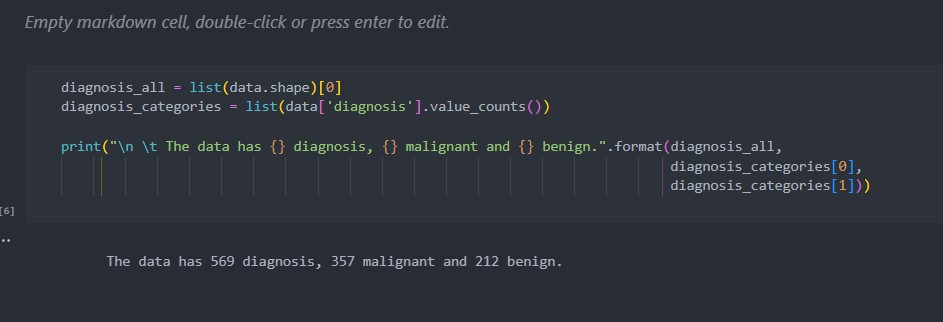 Empty markdown cell, double-click or press enter to edit.
diagnosis_all = list(data.shape)[0]
diagnosis_categories = list(data['diagnosis'].value_counts())
print("\n \t The data has {} diagnosis, {} malignant and {} benign.".format(diagnosis_all,
diagnosis_categories[0],
diagnosis_categories[1]))
[6]
..
The data has 569 diagnosis, 357 malignant and 212 benign.